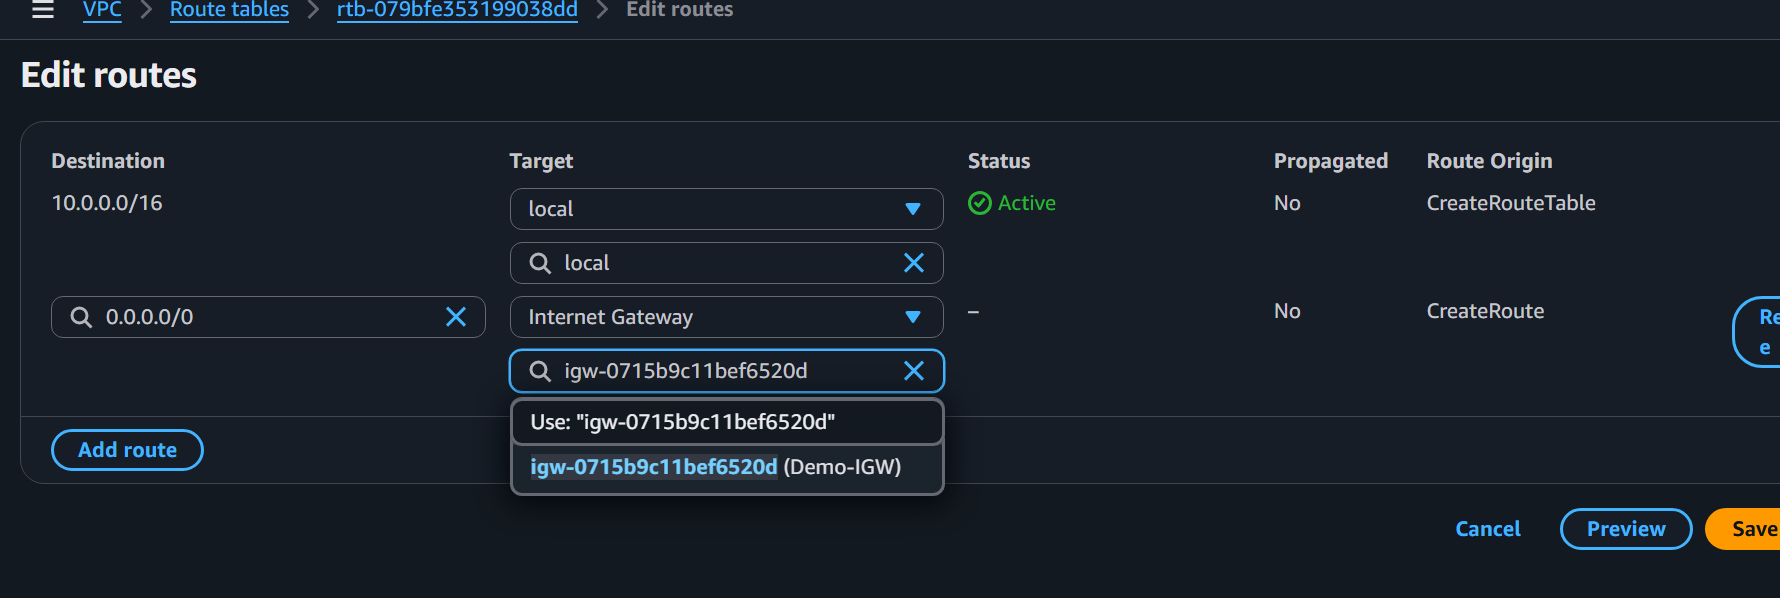 VPC > Route tables > rtb-079bfe353199038dd > Edit routes
Edit routes
Destination Target Status Propagated Route Origin
10.0.0.0/16 local Active No CreateRouteTable
local
0.0.0.0/0 Internet Gateway – No CreateRoute Re
e
igw-0715b9c11bef6520d
Use: "igw-0715b9c11bef6520d"
Add route
igw-0715b9c11bef6520d (Demo-IGW)
Cancel Preview Save